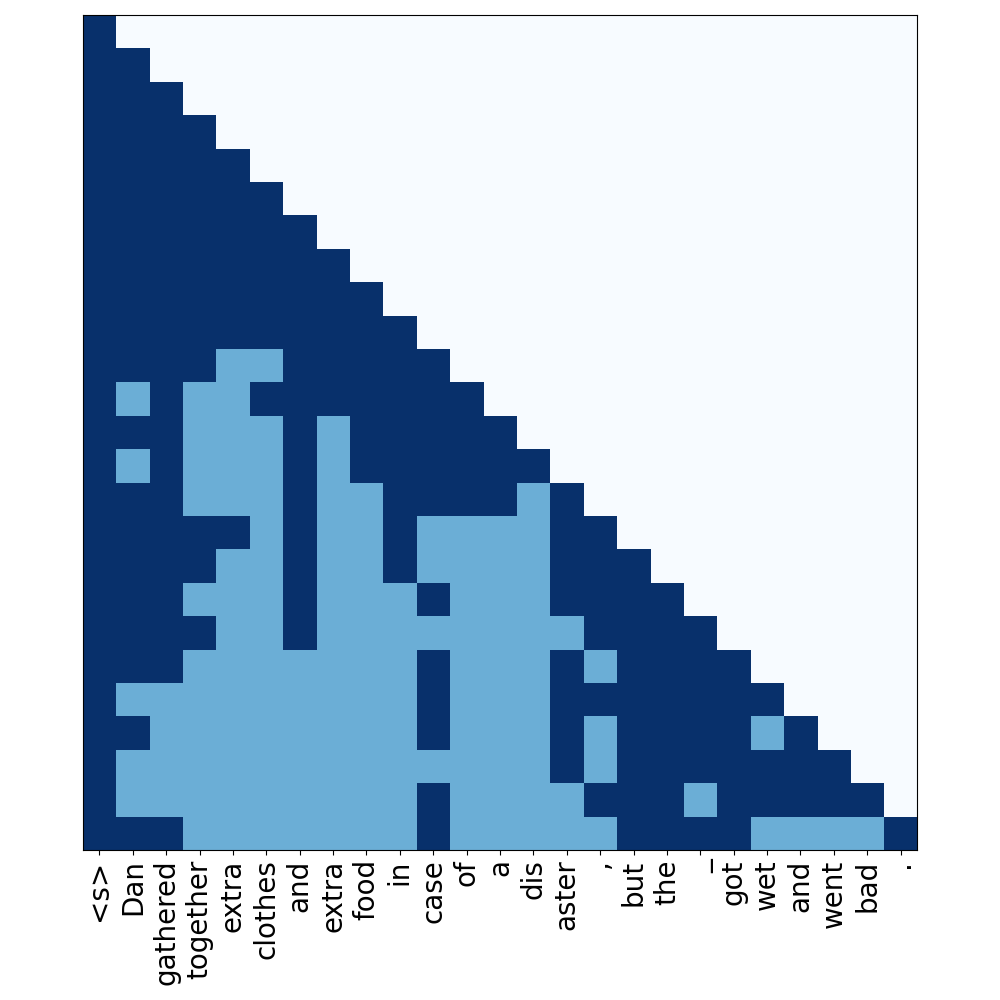 <s>
Dan
gathered
together
extra
clothes
and
extra
food
in
case
of
a
dis
aster
,
but
the
_
got
wet
and
went
bad
.